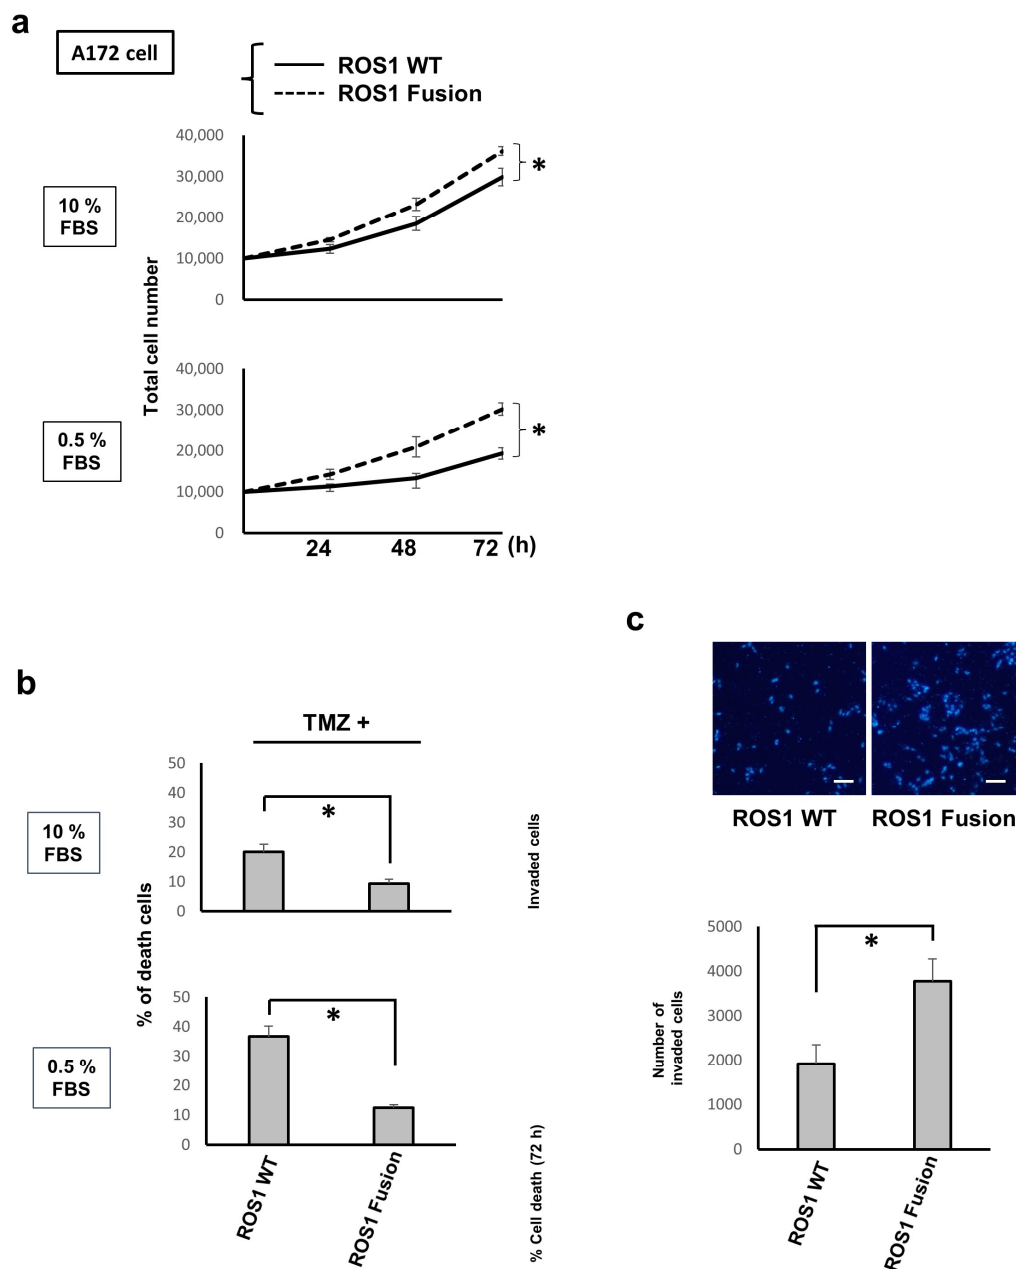 a
A172 cell
ROS1 WT
ROS1 Fusion
10 %
FBS
Total cell number
40,000
30,000
20,000
10,000
0
*
0.5 %
FBS
40,000
30,000
20,000
10,000
0
*
24 48 72 (h)
b
TMZ +
10 %
FBS
% of death cells
50
40
30
20
10
0
*
0.5 %
FBS
50
40
30
20
10
0
*
ROS1 WT
ROS1 Fusion
Invaded cells
% Cell death (72 h)
c
ROS1 WT ROS1 Fusion
Number of
invaded cells
5000
4000
3000
2000
1000
0
*
ROS1 WT
ROS1 Fusion